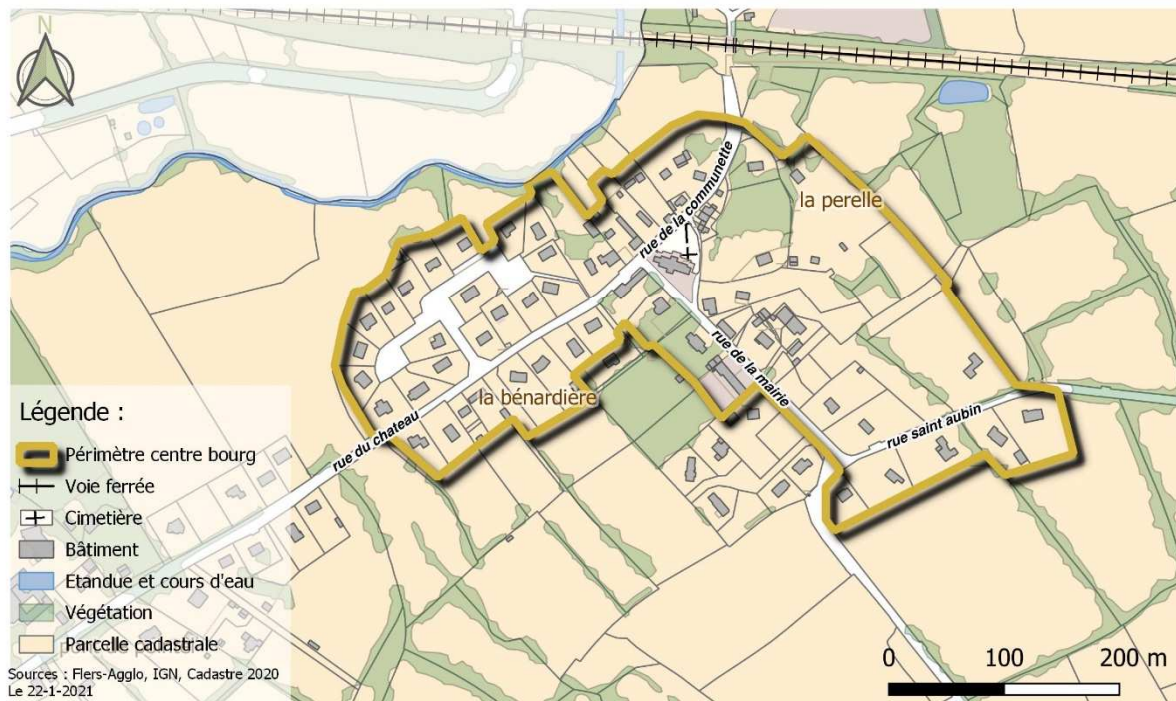 N
rue de la communette
la perelle
rue de la mairie
la bénardière
rue du chateau
rue saint aubin
Légende :
Périmètre centre bourg
Voie ferrée
Cimetière
Bâtiment
Etandue et cours d'eau
Végétation
Parcelle cadastrale
Sources : Flers-Agglo, IGN, Cadastre 2020
Le 22-1-2021
0 100 200 m